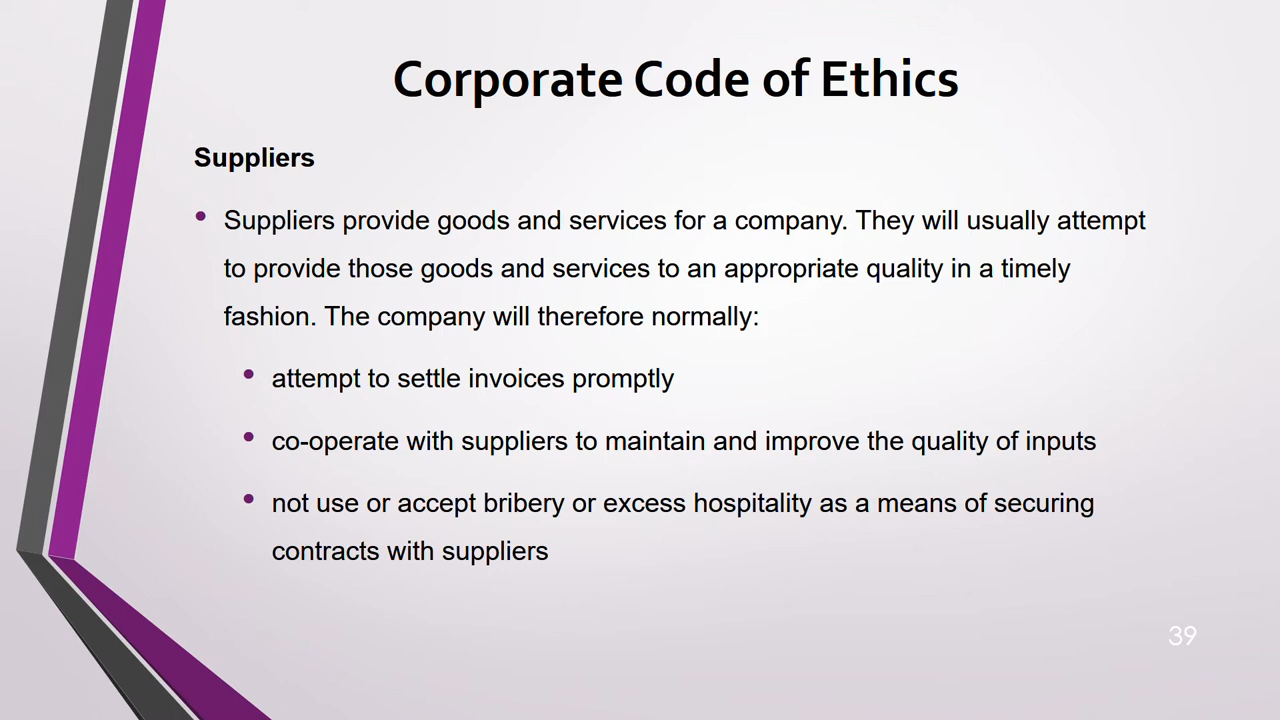 Corporate Code of Ethics
Suppliers
• Suppliers provide goods and services for a company. They will usually attempt
to provide those goods and services to an appropriate quality in a timely
fashion. The company will therefore normally:
• attempt to settle invoices promptly
• co-operate with suppliers to maintain and improve the quality of inputs
• not use or accept bribery or excess hospitality as a means of securing
contracts with suppliers
39